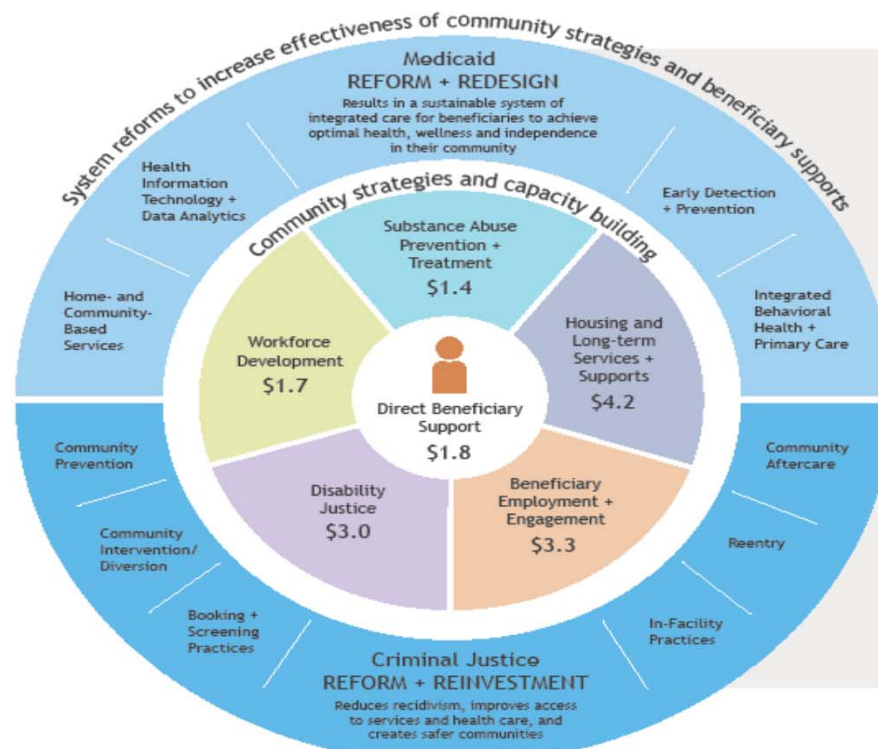 System reforms to increase effectiveness of community strategies and beneficiary supports
Medicaid
REFORM + REDESIGN
Results in a sustainable system of
integrated care for beneficiaries to achieve
optimal health, wellness and independence
in their community
Health
Information
Technology +
Data Analytics
Home- and
Community-
Based
Services
Early Detection
+ Prevention
Integrated
Behavioral
Health +
Primary Care
Community strategies and capacity building
Substance Abuse
Prevention +
Treatment
$1.4
Workforce
Development
$1.7
Housing and
Long-term
Services +
Supports
$4.2
Direct Beneficiary
Support
$1.8
Disability
Justice
$3.0
Beneficiary
Employment +
Engagement
$3.3
Community
Prevention
Community
Intervention/
Diversion
Booking +
Screening
Practices
Community
Aftercare
Reentry
In-Facility
Practices
Criminal Justice
REFORM + REINVESTMENT
Reduces recidivism, improves access
to services and health care, and
creates safer communities